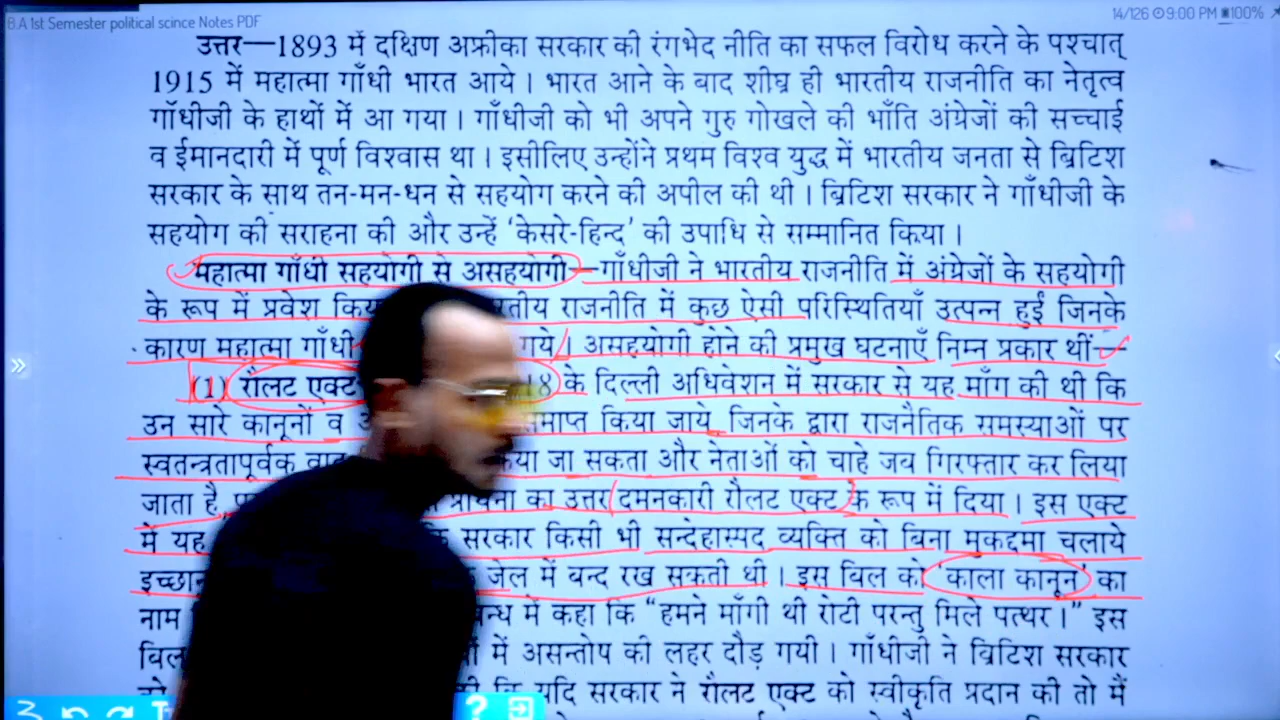 B.A 1st Semester political scince Notes PDF
14/126 9:00 PM 100%
उत्तर—1893 में दक्षिण अफ्रीका सरकार की रंगभेद नीति का सफल विरोध करने के पश्चात्
1915 में महात्मा गाँधी भारत आये । भारत आने के बाद शीघ्र ही भारतीय राजनीति का नेतृत्व
गाँधीजी के हाथों में आ गया । गाँधीजी को भी अपने गुरु गोखले की भाँति अंग्रेजों की सच्चाई
व ईमानदारी में पूर्ण विश्वास था । इसीलिए उन्होंने प्रथम विश्व युद्ध में भारतीय जनता से ब्रिटिश
सरकार के साथ तन-मन-धन से सहयोग करने की अपील की थी । ब्रिटिश सरकार ने गाँधीजी के
सहयोग की सराहना की और उन्हें 'केसरे-हिन्द' की उपाधि से सम्मानित किया ।
महात्मा गाँधी सहयोगी से असहयोगी—गाँधीजी ने भारतीय राजनीति में अंग्रेजों के सहयोगी
के रूप में प्रवेश राजनीति में कुछ ऐसी परिस्थितियाँ उत्पन्न हुईं जिनके
कारण महात्मा गाँधी गये । असहयोगी होने की प्रमुख घटनाएँ निम्न प्रकार थीं—
(1) रौलट एक्ट 18 के दिल्ली अधिवेशन में सरकार से यह माँग की थी कि
उन सारे कानूनों व किया जाये जिनके द्वारा राजनैतिक समस्याओं पर
स्वतन्त्रतापूर्वक जा सकता और नेताओं को चाहे जब गिरफ्तार कर लिया
जाता है, का उत्तर दमनकारी रौलट एक्ट के रूप में दिया । इस एक्ट
में यह सरकार किसी भी सन्देहास्पद व्यक्ति को बिना मुकद्दमा चलाये
जेल में बन्द रख सकती थी । इस बिल को 'काला कानून' का
नाम में कहा कि "हमने माँगी थी रोटी परन्तु मिले पत्थर ।" इस
बिल में असन्तोष की लहर दौड़ गयी । गाँधीजी ने ब्रिटिश सरकार
कि यदि सरकार ने रौलट एक्ट को स्वीकृति प्रदान की तो मैं